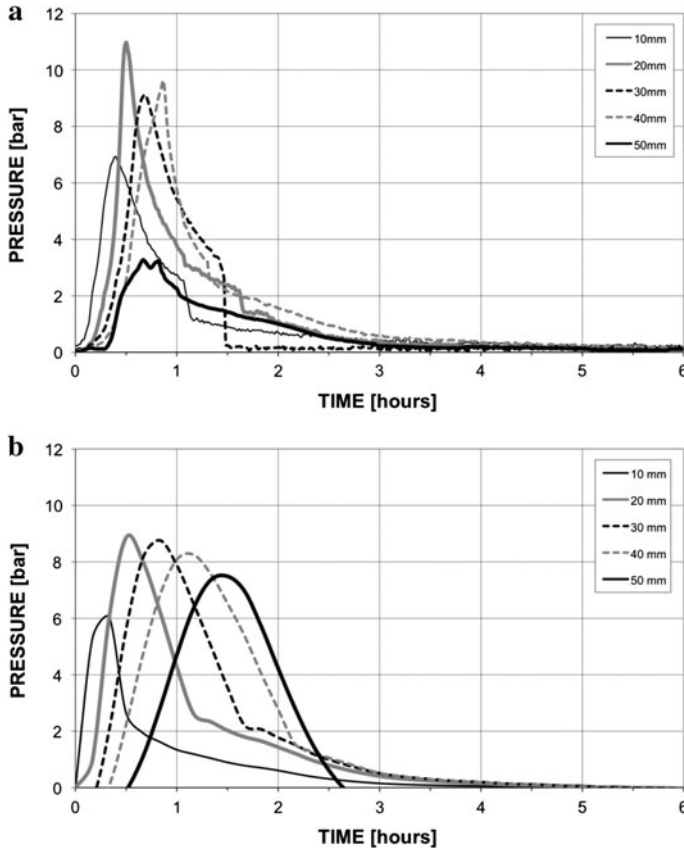 a
PRESSURE [bar]
12
10
8
6
4
2
0
10mm
20mm
30mm
40mm
50mm
0 1 2 3 4 5 6
TIME [hours]
b
PRESSURE [bar]
12
10
8
6
4
2
0
10 mm
20 mm
30 mm
40 mm
50 mm
0 1 2 3 4 5 6
TIME [hours]